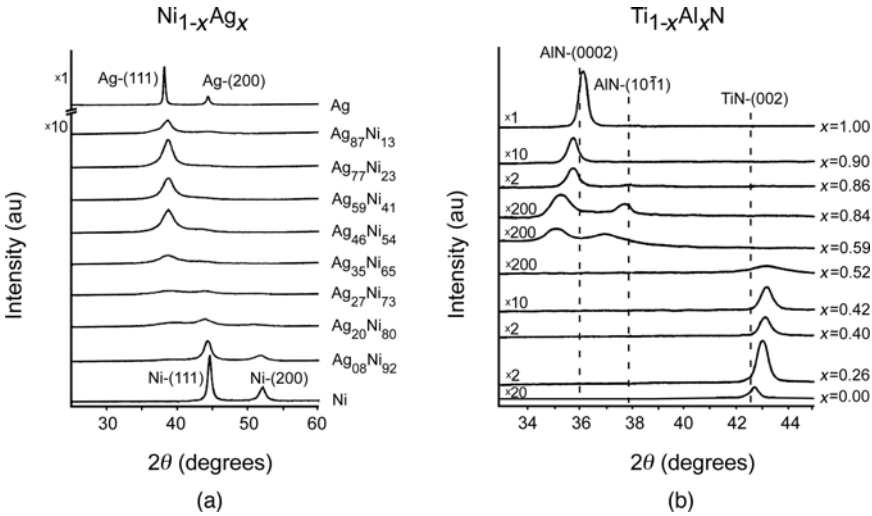 Ni1-xAgx
Intensity (au)
×1
Ag-(111)
Ag-(200)
Ag
×10
Ag87Ni13
Ag77Ni23
Ag59Ni41
Ag46Ni54
Ag35Ni65
Ag27Ni73
Ag20Ni80
Ag08Ni92
Ni-(111)
Ni-(200)
Ni
30 40 50 60
2θ (degrees)
(a)
Ti1-xAlxN
Intensity (au)
AlN-(0002)
AlN-(101̄1)
TiN-(002)
×1 x=1.00
×10 x=0.90
×2 x=0.86
×200 x=0.84
×200 x=0.59
×200 x=0.52
×10 x=0.42
×2 x=0.40
×2 x=0.26
×20 x=0.00
34 36 38 40 42 44
2θ (degrees)
(b)